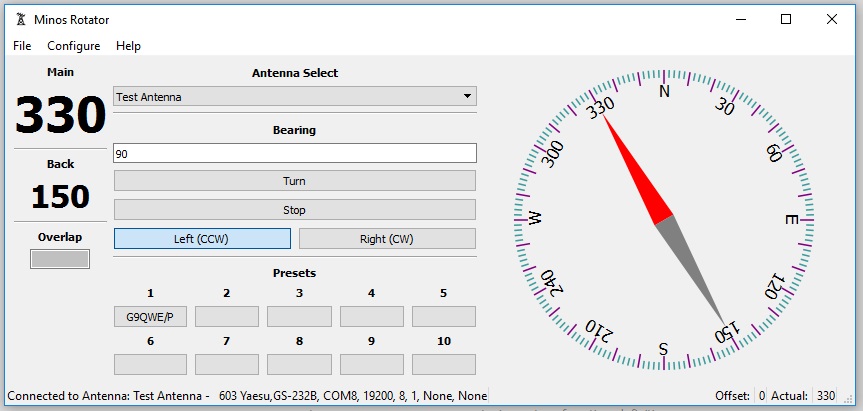 Minos Rotator
File Configure Help
Main
330
Back
150
Overlap
Antenna Select
Test Antenna
Bearing
90
Turn
Stop
Left (CCW) Right (CW)
Presets
1 2 3 4 5
G9QWE/P
6 7 8 9 10
N
30
60
E
120
150
S
210
240
W
300
330
Connected to Antenna: Test Antenna - 603 Yaesu,GS-232B, COM8, 19200, 8, 1, None, None
Offset: 0 Actual: 330